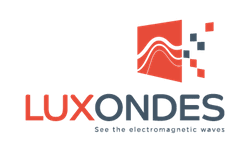 LUXONDES
See the electromagnetic waves